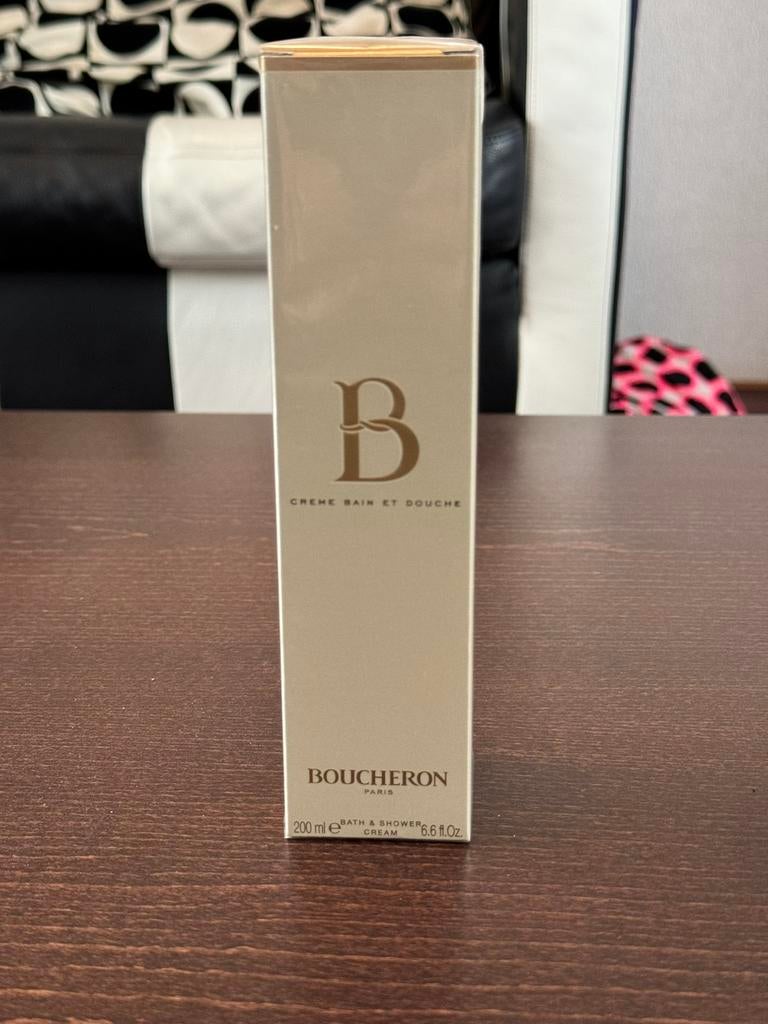 B
CREME BAIN ET DOUCHE
BOUCHERON
PARIS
200 ml ℮ BATH & SHOWER 6.6 fl.Oz.
CREAM